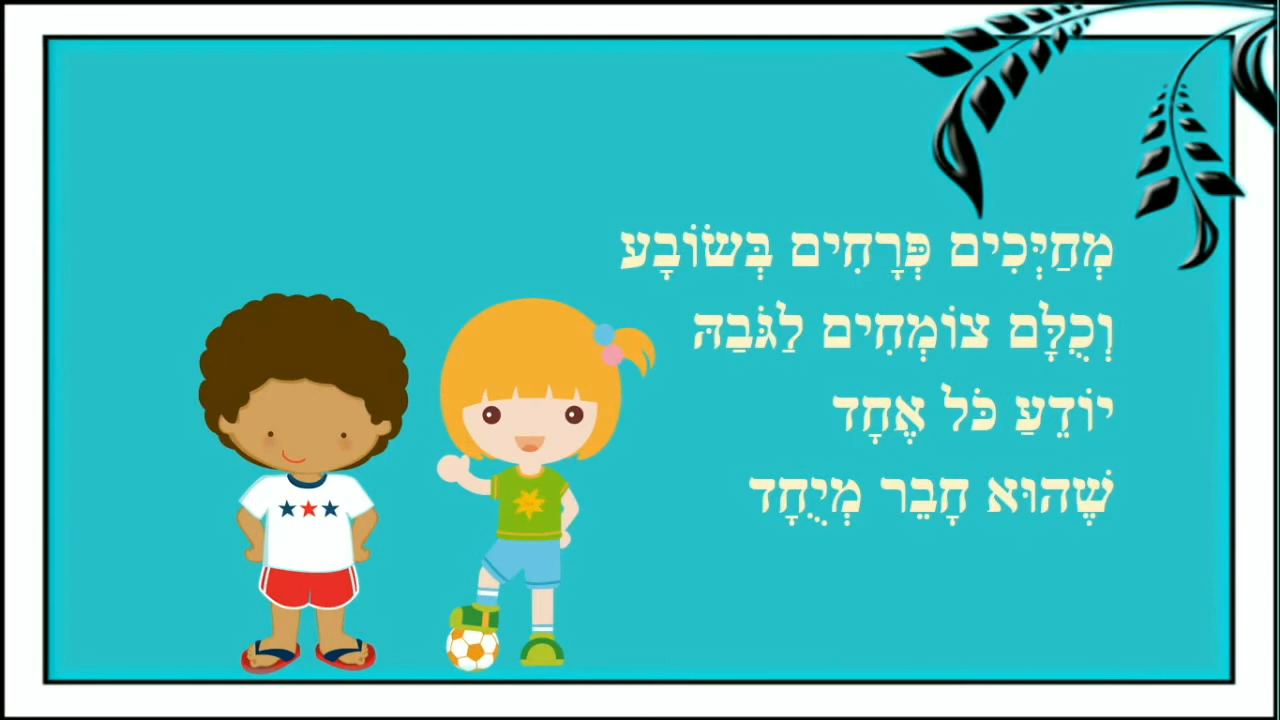 מְחַיְּכִים פְּרָחִים בְּשׂוֹבָע
וְכֻלָּם צוֹמְחִים לַגֹּבַהּ
יוֹדֵעַ כֹּל אֶחָד
שֶׁהוּא חָבֵר מְיֻחָד